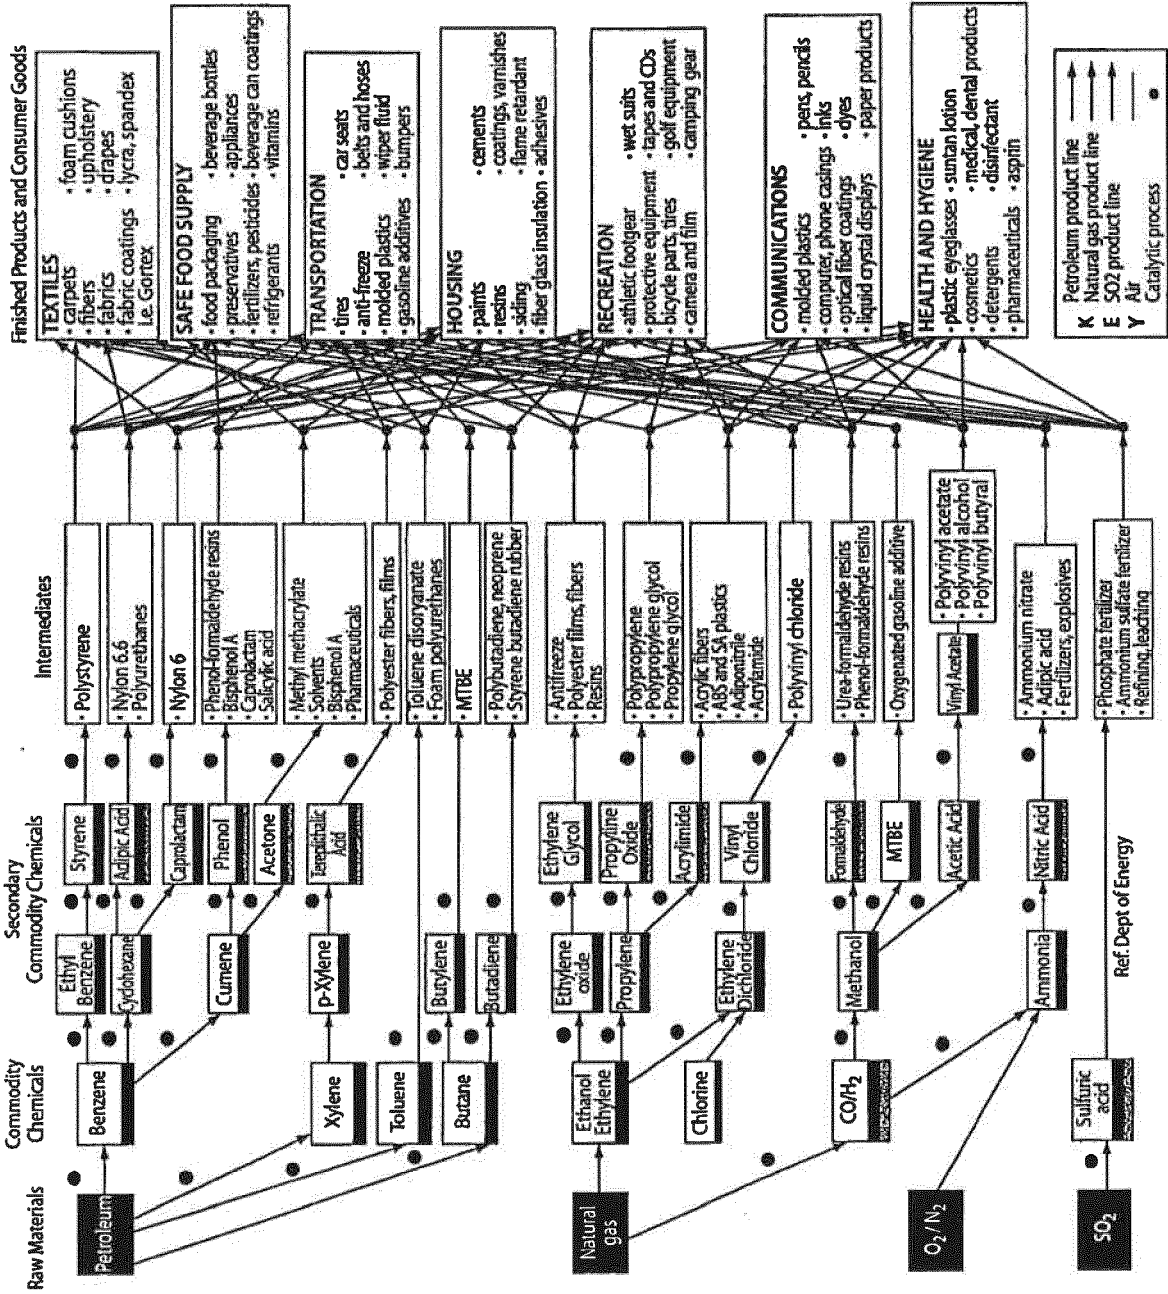 Raw Materials
Commodity
Chemicals
Secondary
Commodity Chemicals
Intermediates
Finished Products and Consumer Goods
Petroleum
Natural
gas
O₂ / N₂
SO₂
Benzene
Xylene
Toluene
Butane
Ethanol
Ethylene
Chlorine
CO/H₂
Sulfuric
acid
Ethyl
Benzene
Cyclohexane
Cumene
p-Xylene
Butylene
Butadiene
Ethylene
oxide
Propylene
Ethylene
Dichloride
Methanol
Ammonia
Styrene
Adipic Acid
Caprolactam
Phenol
Acetone
Terepithalic
Acid
Ethylene
Glycol
Propyline
Oxide
Acrylimide
Vinyl
Chloride
Fomaldehyde
MTBE
Acetic Acid
Nitric Acid
Ref. Dept of Energy
• Polystyrene
• Nylon 6.6
• Polyurethanes
• Nylon 6
• Phenol-formaldehyde resins
• Bisphenol A
• Caprolactam
• Salicylic acid
• Methyl methacrylate
• Solvents
• Bisphenol A
• Pharmaceuticals
• Polyester fibers, films
• Toluene disoryanate
• Foam polyurethanes
• MTBE
• Polybutadiene, neoprene
• Styrene butadiene rubber
• Antifreeze
• Polyester films, fibers
• Resins
• Polypropylene
• Polypropylene glycol
• Propylene glycol
• Acrylic fibers
• ABS and SA plastics
• Adiponitrile
• Acrylamide
• Polyvinyl chloride
• Urea-formaldehyde resins
• Phenol-formaldehyde resins
• Oxygenated gasoline additive
Vinyl Acetate
• Polyvinyl acetate
• Polyvinyl alcohol
• Polyvinyl butyral
• Ammonium nitrate
• Adipic acid
• Fertilizers, explosives
• Phosphate fertilizer
• Ammonium sulfate fertilizer
• Refining, leaching
TEXTILES
• carpets • foam cushions
• fibers • upholstery
• fabrics • drapes
• fabric coatings • lycra, spandex
i.e. Gortex
SAFE FOOD SUPPLY
• food packaging • beverage bottles
• preservatives • appliances
• fertilizers, pesticides • beverage can coatings
• refrigerants • vitamins
TRANSPORTATION
• tires • car seats
• anti-freeze • belts and hoses
• molded plastics • wiper fluid
• gasoline additives • bumpers
HOUSING
• paints • cements
• resins • coatings, varnishes
• siding • flame retardant
• fiber glass insulation • adhesives
RECREATION
• athletic footgear • wet suits
• protective equipment • tapes and CDs
• bicycle parts, tires • golf equipment
• camera and film • camping gear
COMMUNICATIONS
• molded plastics • pens, pencils
• computer, phone casings • inks
• optical fiber coatings • dyes
• liquid crystal displays • paper products
HEALTH AND HYGIENE
• plastic eyeglasses • suntan lotion
• cosmetics • medical, dental products
• detergents • disinfectant
• pharmaceuticals • asprin
K Petroleum product line
E Natural gas product line
Y SO2 product line
Air
Catalytic process